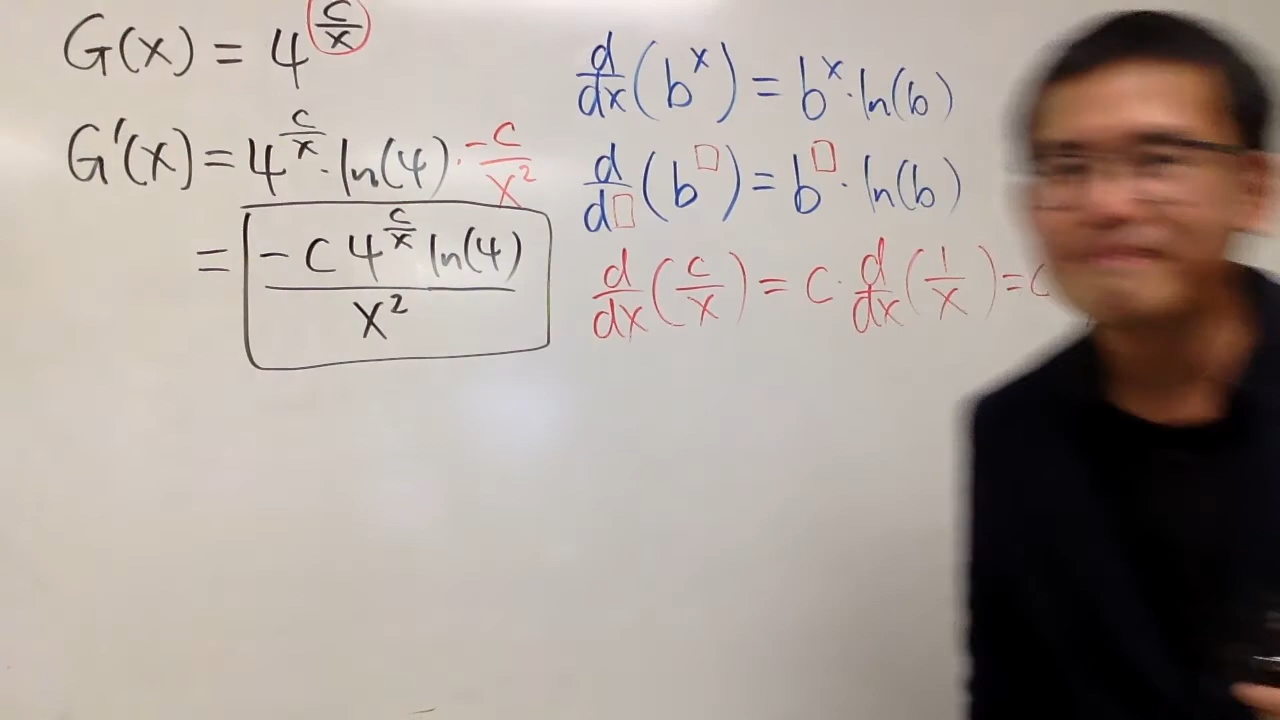 G(x) = 4^(c/x)
G'(x) = 4^(c/x) · ln(4) · -c/x²
= -c 4^(c/x) ln(4) / x²
d/dx (b^x) = b^x · ln(b)
d/d□ (b^□) = b^□ · ln(b)
d/dx (c/x) = c · d/dx (1/x) = c